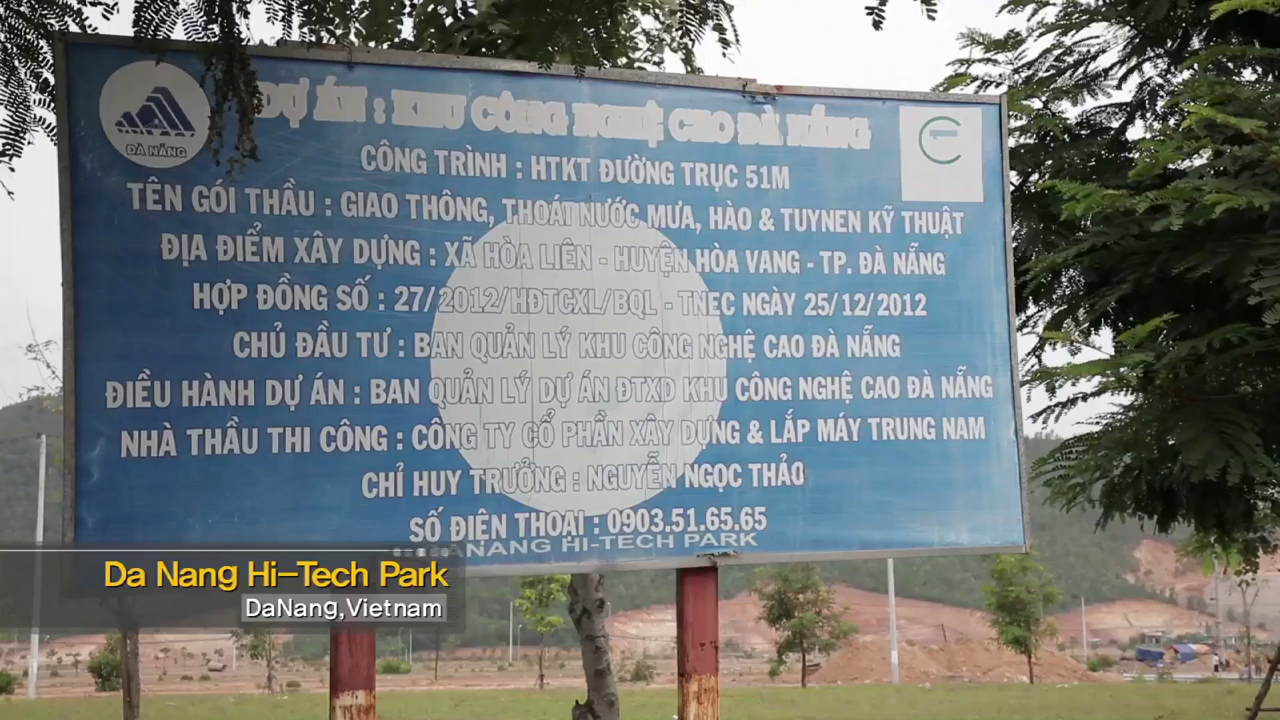 ĐÀ NẴNG
DỰ ÁN : KHU CÔNG NGHỆ CAO ĐÀ NẴNG
CÔNG TRÌNH : HTKT ĐƯỜNG TRỤC 51M
TÊN GÓI THẦU : GIAO THÔNG, THOÁT NƯỚC MƯA, HÀO & TUYNEN KỸ THUẬT
ĐỊA ĐIỂM XÂY DỰNG : XÃ HÒA LIÊN - HUYỆN HÒA VANG - TP. ĐÀ NẴNG
HỢP ĐỒNG SỐ : 27/2012/HĐTCXL/BQL - TNEC NGÀY 25/12/2012
CHỦ ĐẦU TƯ : BAN QUẢN LÝ KHU CÔNG NGHỆ CAO ĐÀ NẴNG
ĐIỀU HÀNH DỰ ÁN : BAN QUẢN LÝ DỰ ÁN ĐTXD KHU CÔNG NGHỆ CAO ĐÀ NẴNG
NHÀ THẦU THI CÔNG : CÔNG TY CỔ PHẦN XÂY DỰNG & LẮP MÁY TRUNG NAM
CHỈ HUY TRƯỞNG : NGUYỄN NGỌC THẢO
SỐ ĐIỆN THOẠI : 0903.51.65.65
DANANG HI-TECH PARK
Da Nang Hi-Tech Park
DaNang,Vietnam